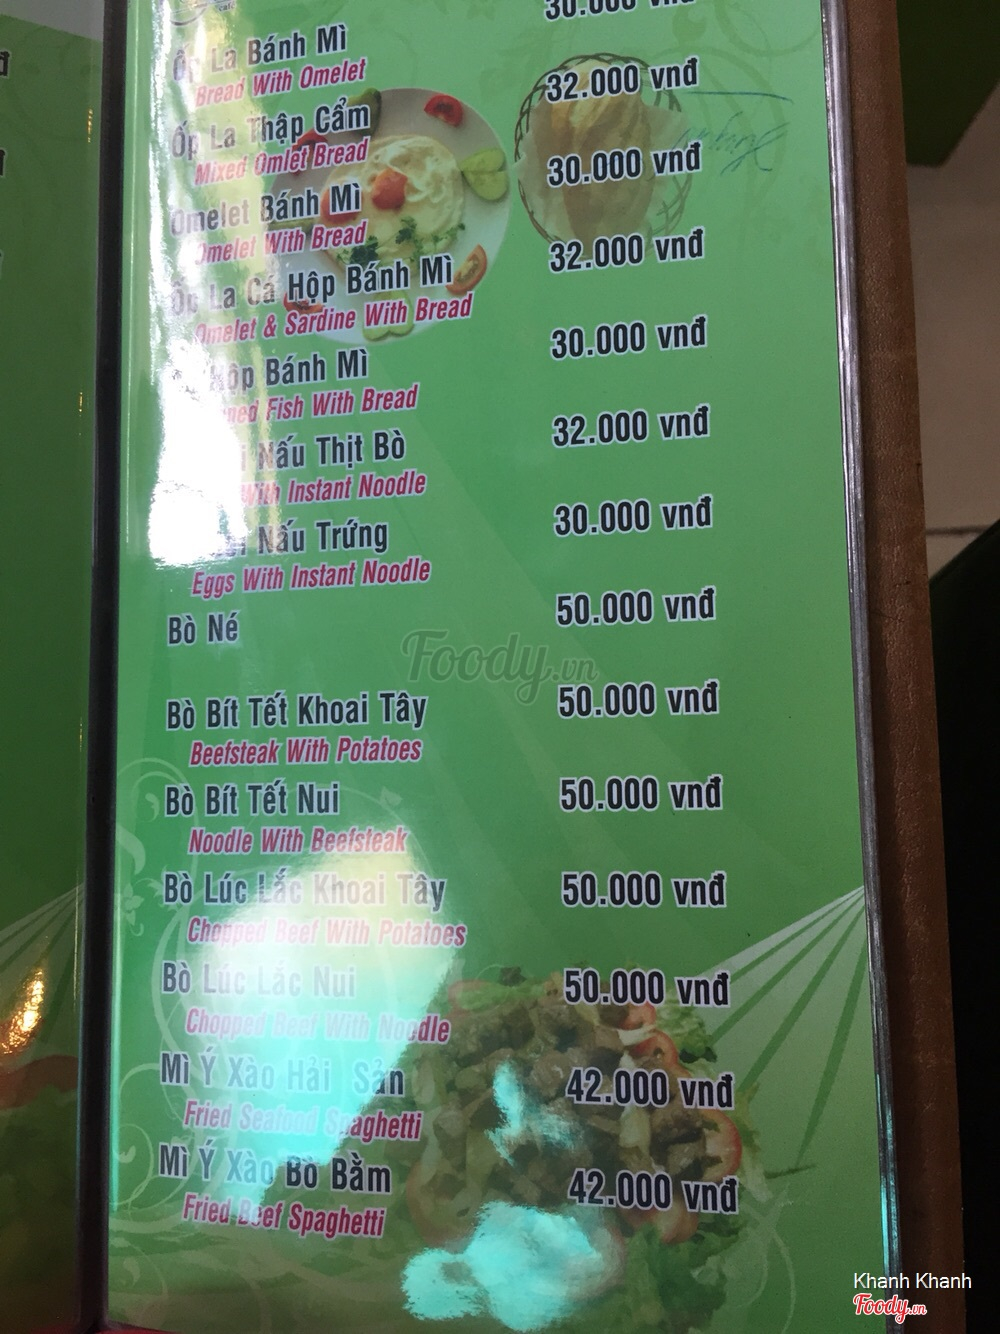 30.000 vnđ
Ốp La Bánh Mì
Bread With Omelet
32.000 vnđ
Ốp La Thập Cẩm
Mixed Omlet Bread
30.000 vnđ
Omelet Bánh Mì
Omelet With Bread
32.000 vnđ
Ốp La Cá Hộp Bánh Mì
Omelet & Sardine With Bread
30.000 vnđ
Hộp Bánh Mì
Fish With Bread
32.000 vnđ
Nấu Thịt Bò
With Instant Noodle
30.000 vnđ
Nấu Trứng
Eggs With Instant Noodle
50.000 vnđ
Bò Né
Foody.vn
Bò Bít Tết Khoai Tây 50.000 vnđ
Beefsteak With Potatoes
Bò Bít Tết Nui 50.000 vnđ
Noodle With Beefsteak
Bò Lúc Lắc Khoai Tây 50.000 vnđ
Chopped Beef With Potatoes
Bò Lúc Lắc Nui 50.000 vnđ
Chopped Beef With Noodle
Mì Ý Xào Hải Sản 42.000 vnđ
Fried Seafood Spaghetti
Mì Ý Xào Bò Bằm 42.000 vnđ
Fried Beef Spaghetti
Khanh Khanh
Foody.vn